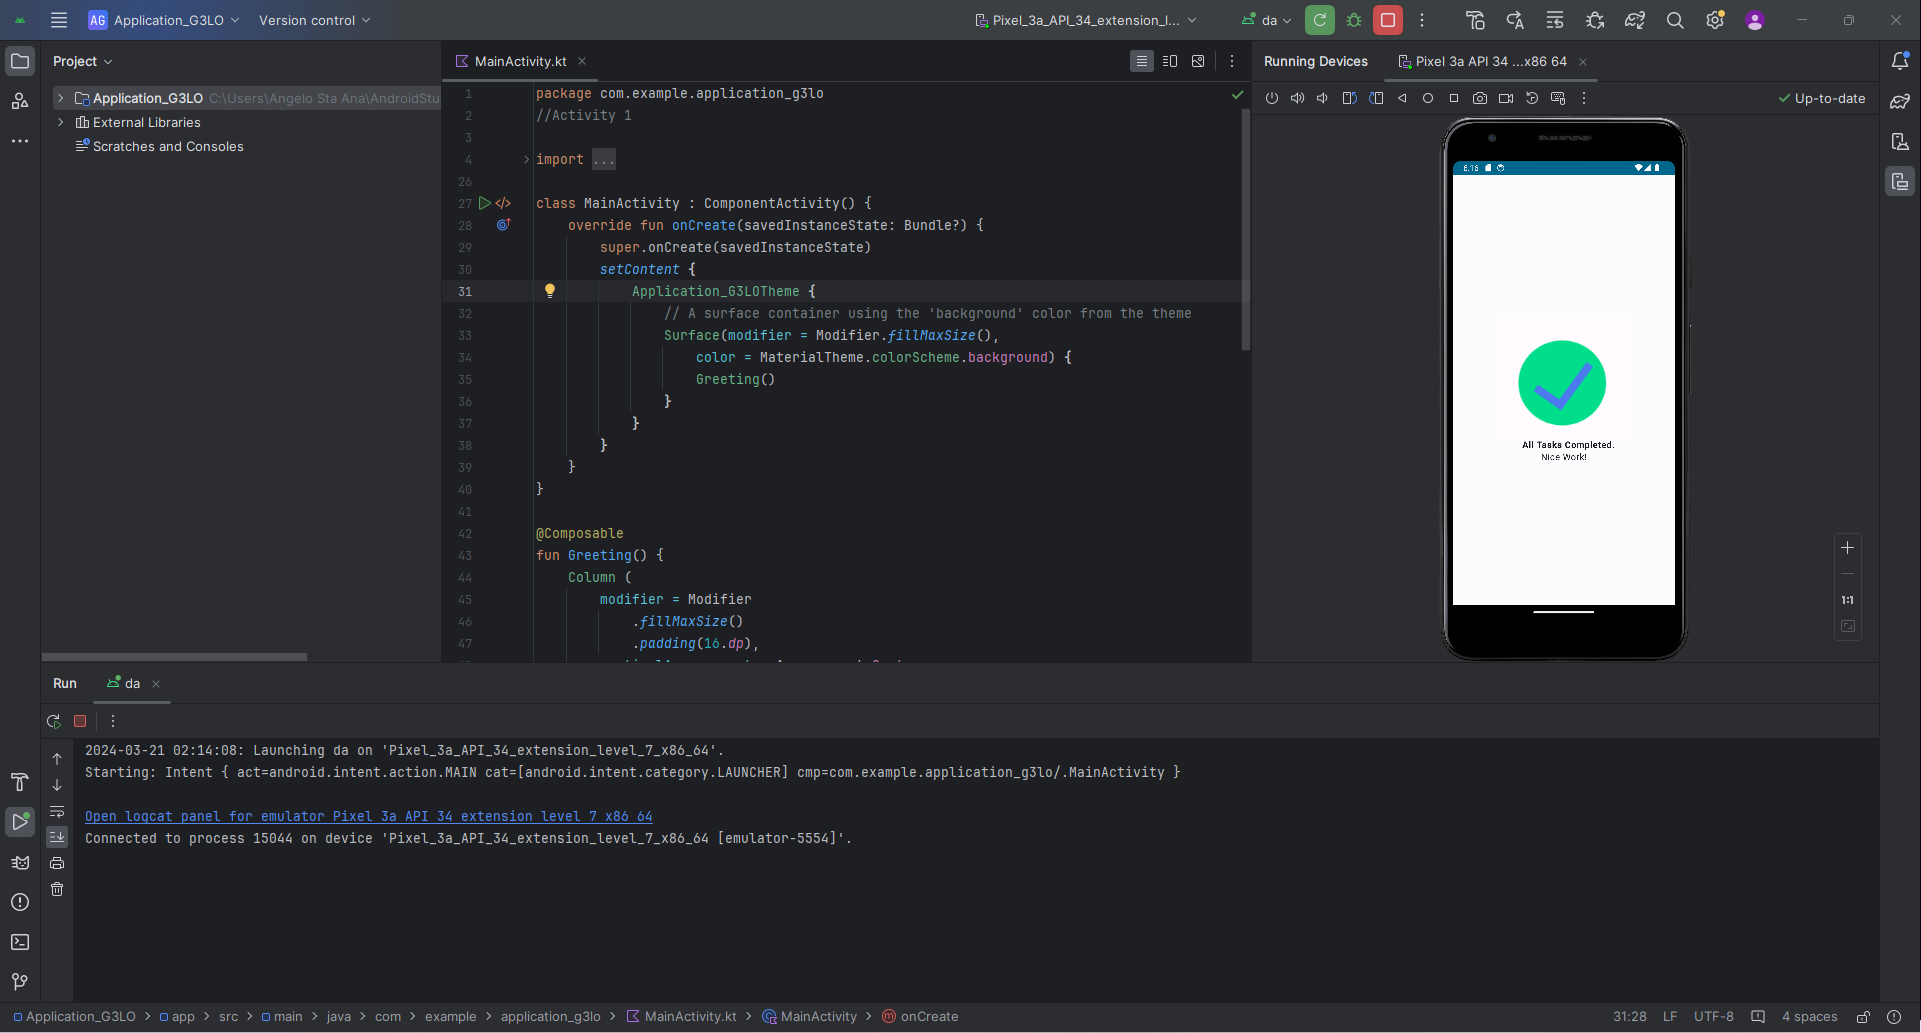 AG Application_G3LO Version control Pixel_3a_API_34_extension_l... da
Project
MainActivity.kt
Running Devices Pixel 3a API 34 ...x86 64
Application_G3LO C:\Users\Angelo Sta Ana\AndroidStu
External Libraries
Scratches and Consoles
Up-to-date
1 package com.example.application_g3lo
2 //Activity 1
3
4 import ...
26
27 class MainActivity : ComponentActivity() {
28 override fun onCreate(savedInstanceState: Bundle?) {
29 super.onCreate(savedInstanceState)
30 setContent {
31 Application_G3LOTheme {
32 // A surface container using the 'background' color from the theme
33 Surface(modifier = Modifier.fillMaxSize(),
34 color = MaterialTheme.colorScheme.background) {
35 Greeting()
36 }
37 }
38 }
39 }
40 }
41
42 @Composable
43 fun Greeting() {
44 Column (
45 modifier = Modifier
46 .fillMaxSize()
47 .padding(16.dp),
6:16
All Tasks Completed.
Nice Work!
1:1
Run da
2024-03-21 02:14:08: Launching da on 'Pixel_3a_API_34_extension_level_7_x86_64'.
Starting: Intent { act=android.intent.action.MAIN cat=[android.intent.category.LAUNCHER] cmp=com.example.application_g3lo/.MainActivity }
Open logcat panel for emulator Pixel 3a API 34 extension level 7 x86 64
Connected to process 15044 on device 'Pixel_3a_API_34_extension_level_7_x86_64 [emulator-5554]'.
Application_G3LO > app > src > main > java > com > example > application_g3lo > MainActivity.kt > MainActivity > onCreate
31:28 LF UTF-8 4 spaces